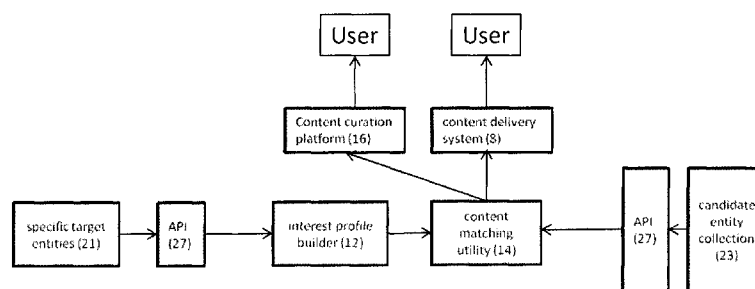 User
User
Content curation
platform (16)
content delivery
system (8)
specific target
entities (21)
API
(27)
interest profile
builder (12)
content
matching
utility (14)
API
(27)
candidate
entity
collection
(23)